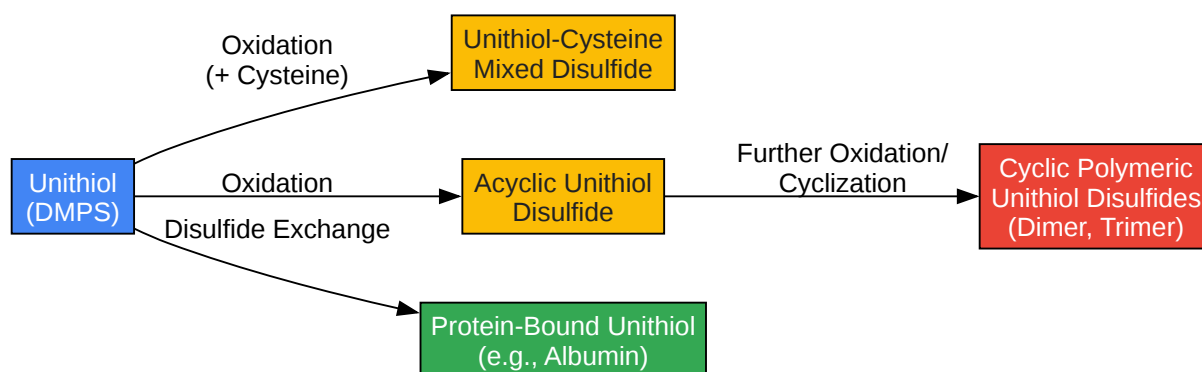 Oxidation
(+ Cysteine)
Unithiol-Cysteine
Mixed Disulfide
Unithiol
(DMPS)
Oxidation
Acyclic Unithiol
Disulfide
Further Oxidation/
Cyclization
Cyclic Polymeric
Unithiol Disulfides
(Dimer, Trimer)
Disulfide Exchange
Protein-Bound Unithiol
(e.g., Albumin)